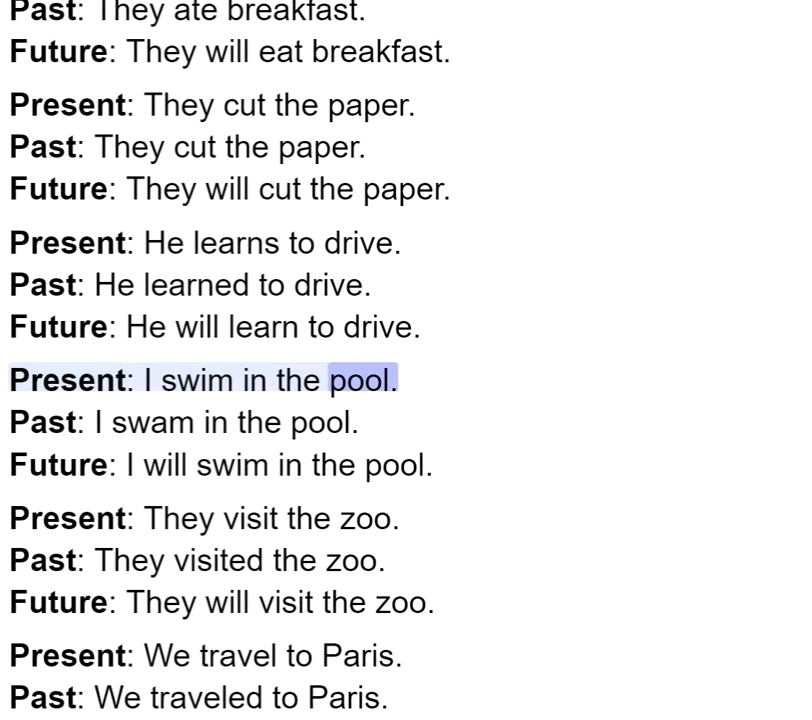 Past: They ate breakfast.
Future: They will eat breakfast.
Present: They cut the paper.
Past: They cut the paper.
Future: They will cut the paper.
Present: He learns to drive.
Past: He learned to drive.
Future: He will learn to drive.
Present: I swim in the pool.
Past: I swam in the pool.
Future: I will swim in the pool.
Present: They visit the zoo.
Past: They visited the zoo.
Future: They will visit the zoo.
Present: We travel to Paris.
Past: We traveled to Paris.